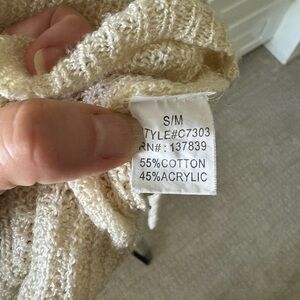 S/M
TYLE#C7303
RN# : 137839
55%COTTON
45%ACRYLIC